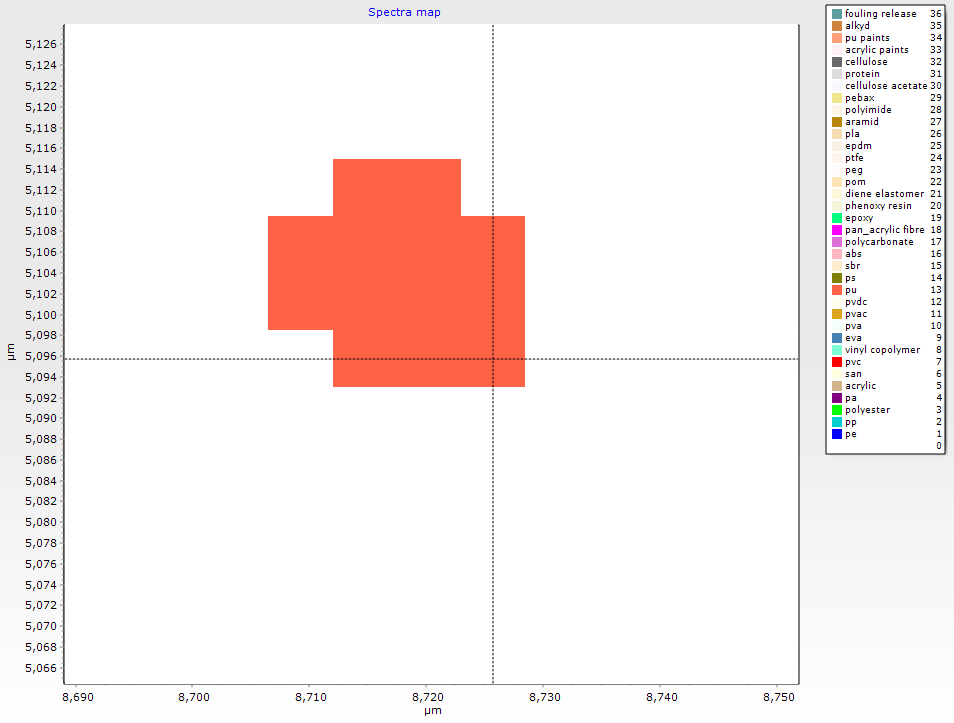 Spectra map
5,126
5,124
5,122
5,120
5,118
5,116
5,114
5,112
5,110
5,108
5,106
5,104
5,102
5,100
5,098
5,096
5,094
5,092
5,090
5,088
5,086
5,084
5,082
5,080
5,078
5,076
5,074
5,072
5,070
5,068
5,066
µm
8,690 8,700 8,710 8,720 8,730 8,740 8,750
µm
fouling release 36
alkyd 35
pu paints 34
acrylic paints 33
cellulose 32
protein 31
cellulose acetate 30
pebax 29
polyimide 28
aramid 27
pla 26
epdm 25
ptfe 24
peg 23
pom 22
diene elastomer 21
phenoxy resin 20
epoxy 19
pan_acrylic fibre 18
polycarbonate 17
abs 16
sbr 15
ps 14
pu 13
pvdc 12
pvac 11
pva 10
eva 9
vinyl copolymer 8
pvc 7
san 6
acrylic 5
pa 4
polyester 3
pp 2
pe 1
0